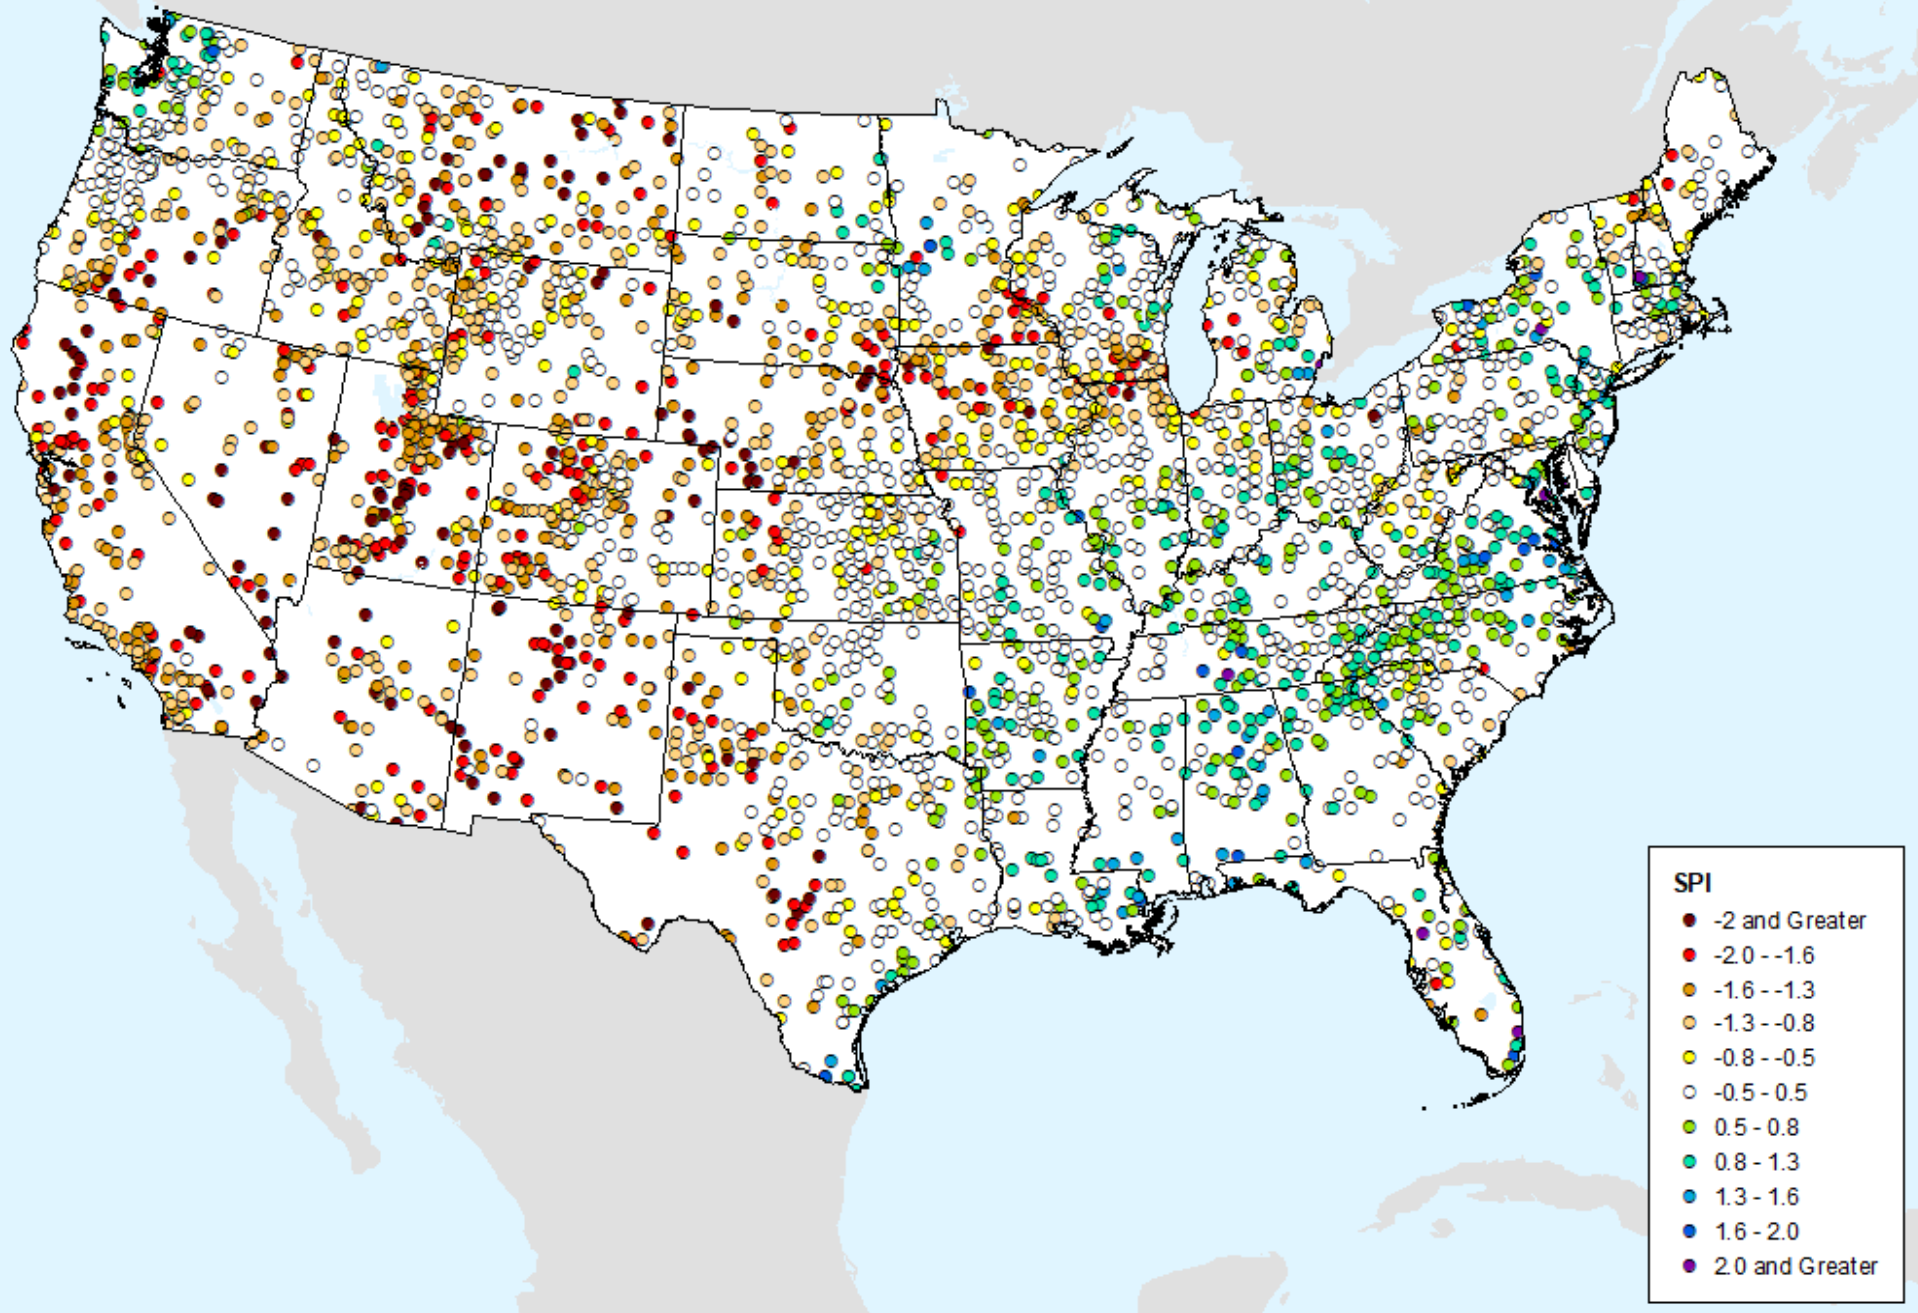 SPI
-2 and Greater
-2.0 - -1.6
-1.6 - -1.3
-1.3 - -0.8
-0.8 - -0.5
-0.5 - 0.5
0.5 - 0.8
0.8 - 1.3
1.3 - 1.6
1.6 - 2.0
2.0 and Greater